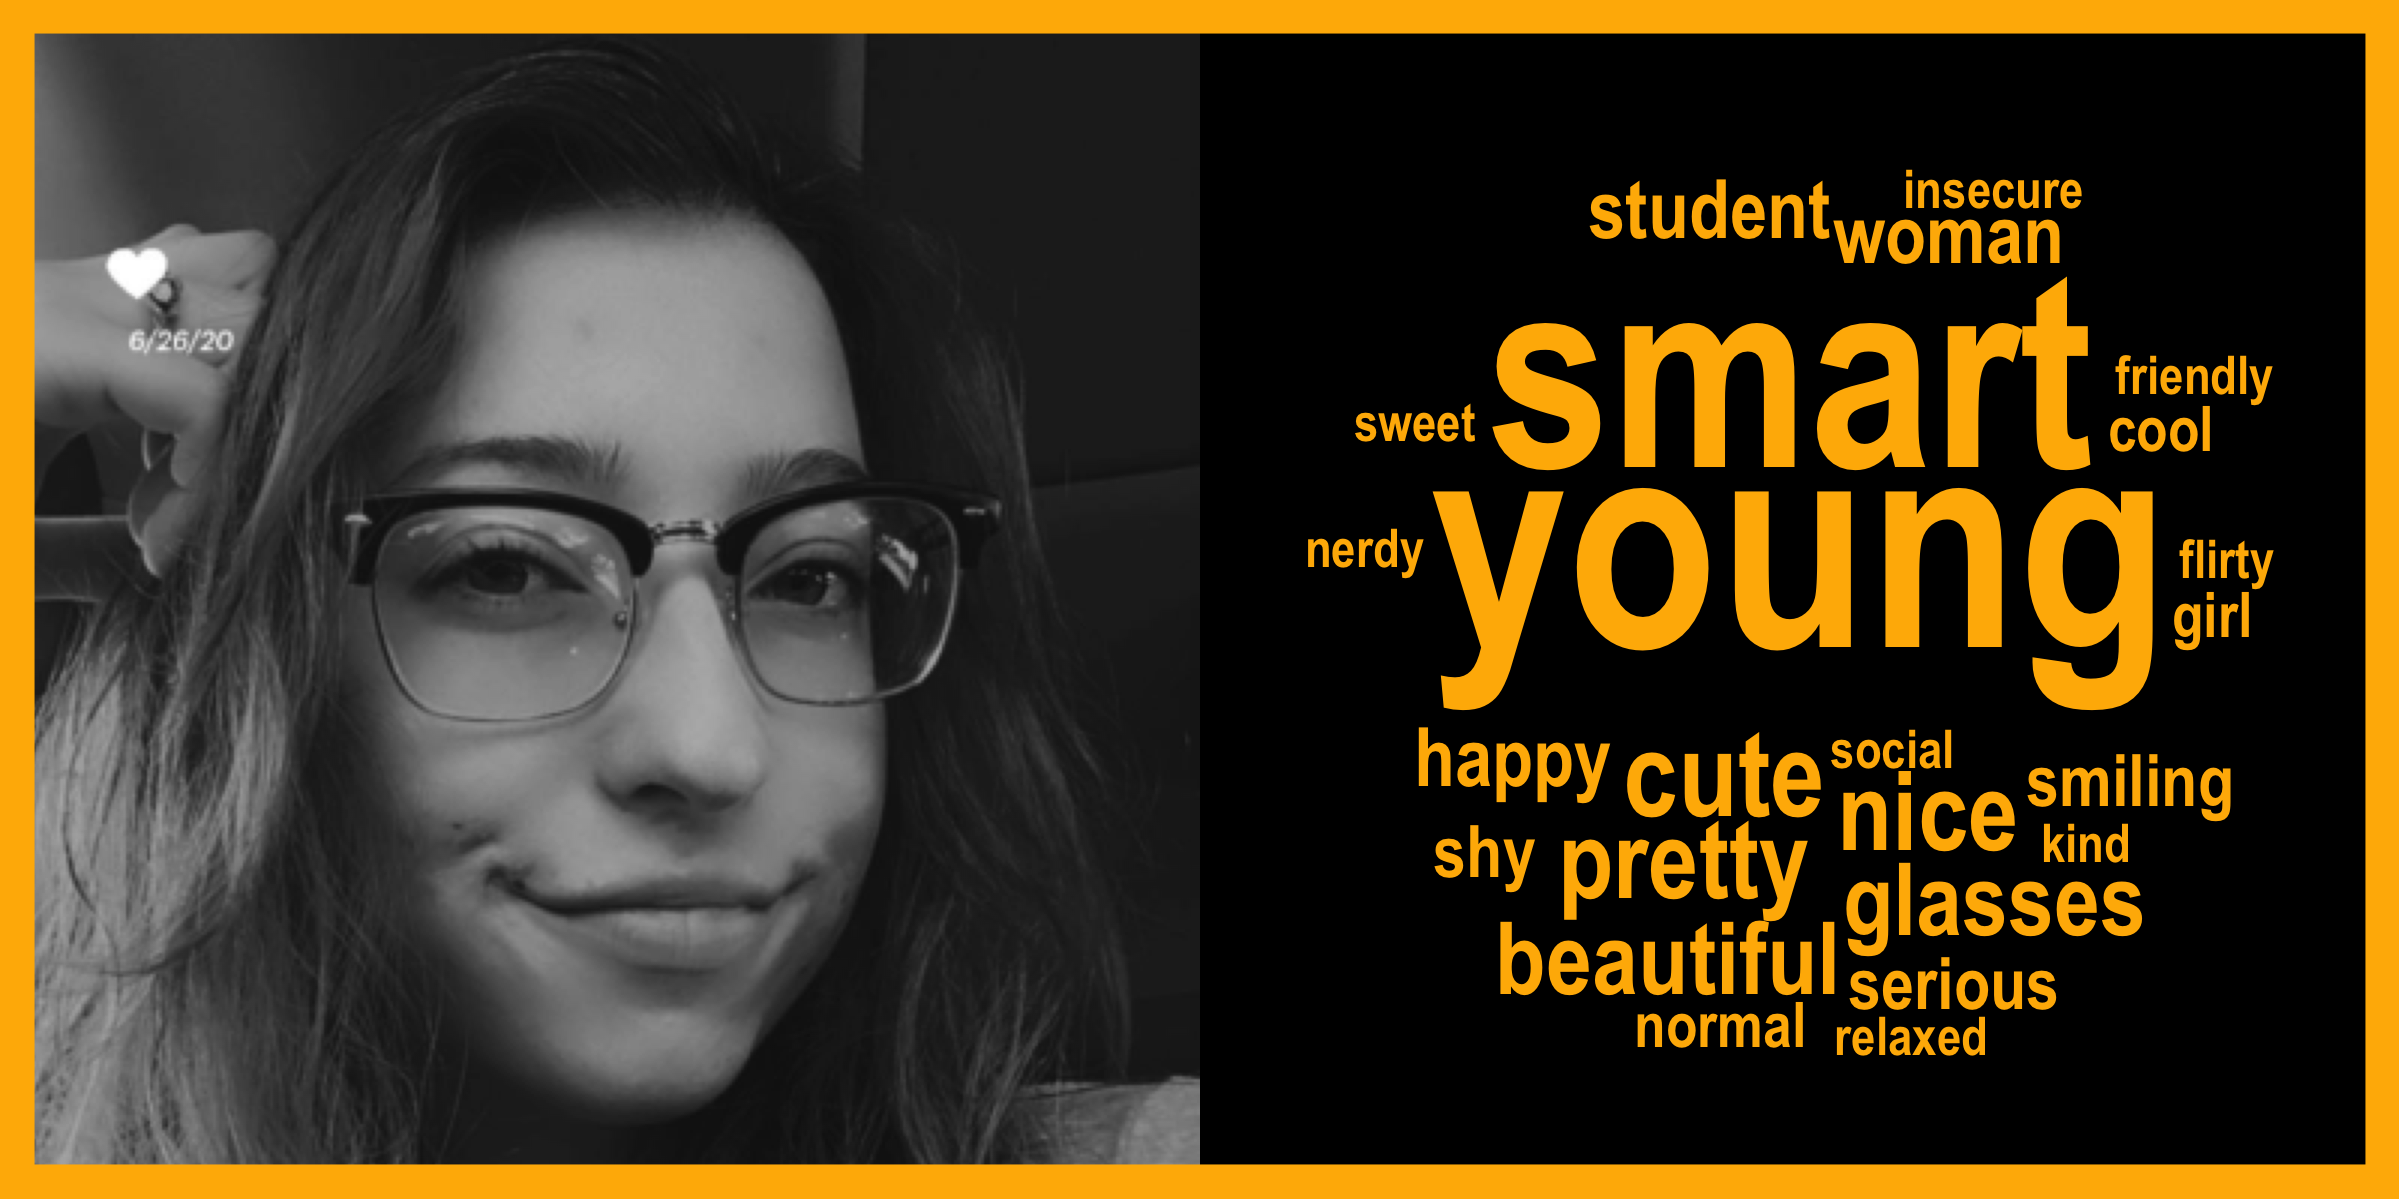 6/26/20
student
insecure
woman
smart
friendly
sweet
cool
young
nerdy
flirty
girl
happy
cute
social
nice
smiling
shy
pretty
kind
glasses
beautiful
serious
normal
relaxed